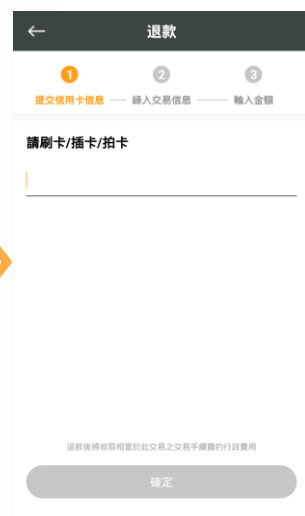 退款
1 2 3
提交信用卡信息 錄入交易信息 輸入金額
請刷卡/插卡/拍卡
退款後將收取相當於此交易之交易手續費的行政費用
確定